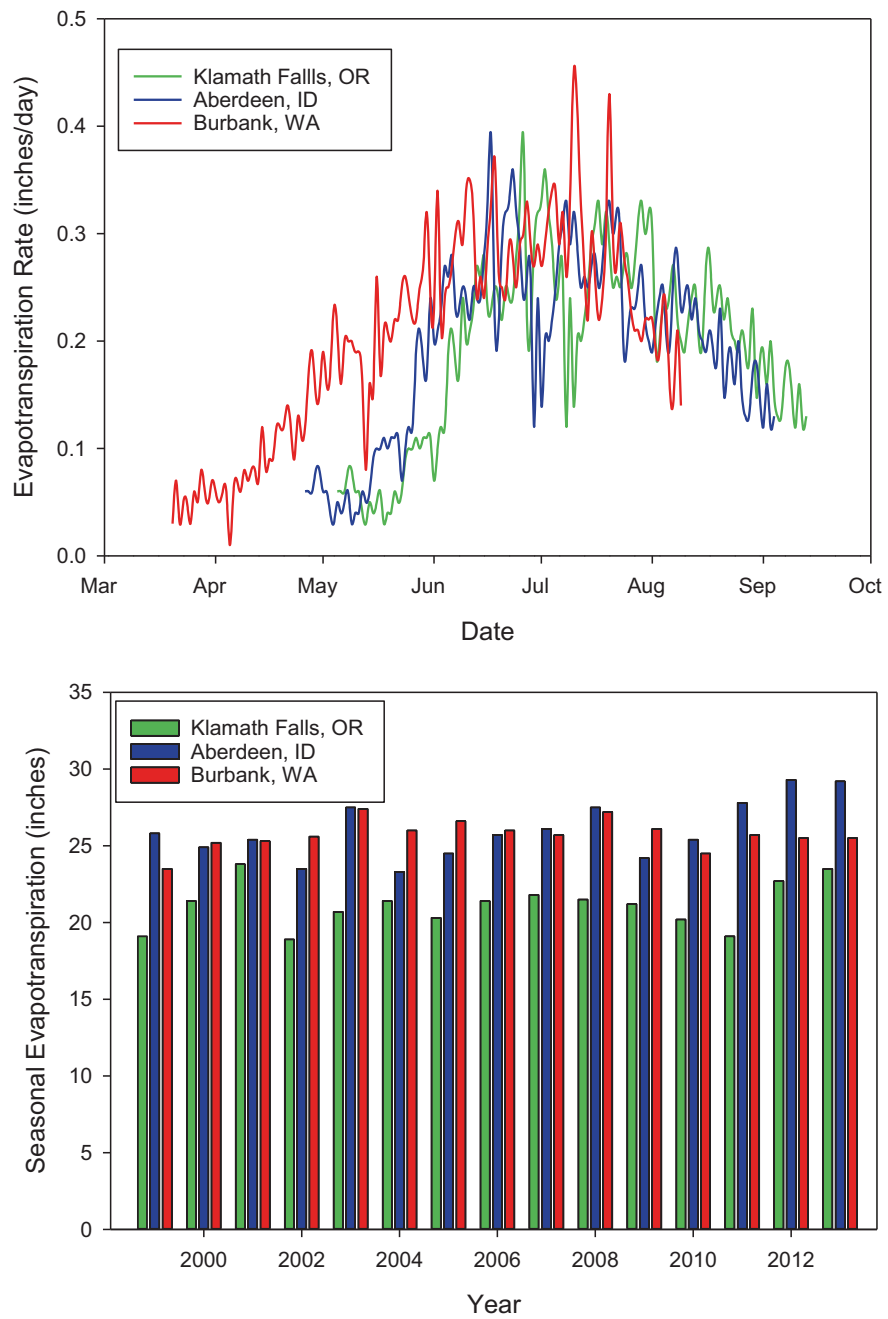 0.5
0.4
0.3
0.2
0.1
0.0
Evapotranspiration Rate (inches/day)
Klamath Fallls, OR
Aberdeen, ID
Burbank, WA
Mar Apr May Jun Jul Aug Sep Oct
Date
35
30
25
20
15
10
5
0
Seasonal Evapotranspiration (inches)
Klamath Falls, OR
Aberdeen, ID
Burbank, WA
2000 2002 2004 2006 2008 2010 2012
Year